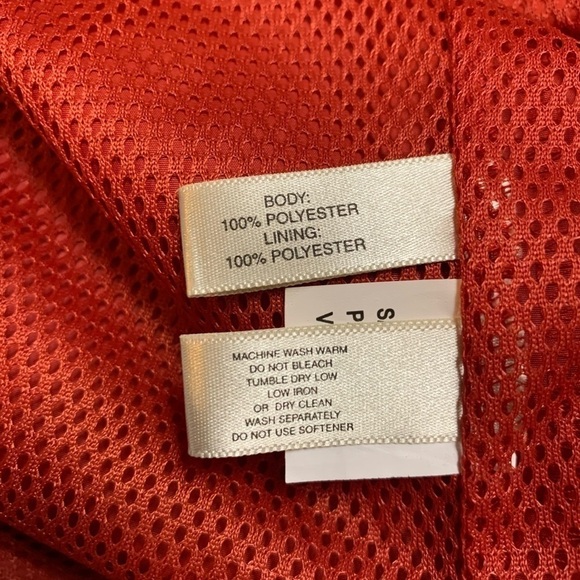 BODY:
100% POLYESTER
LINING:
100% POLYESTER
S
P
V
MACHINE WASH WARM
DO NOT BLEACH
TUMBLE DRY LOW
LOW IRON
OR DRY CLEAN
WASH SEPARATELY
DO NOT USE SOFTENER